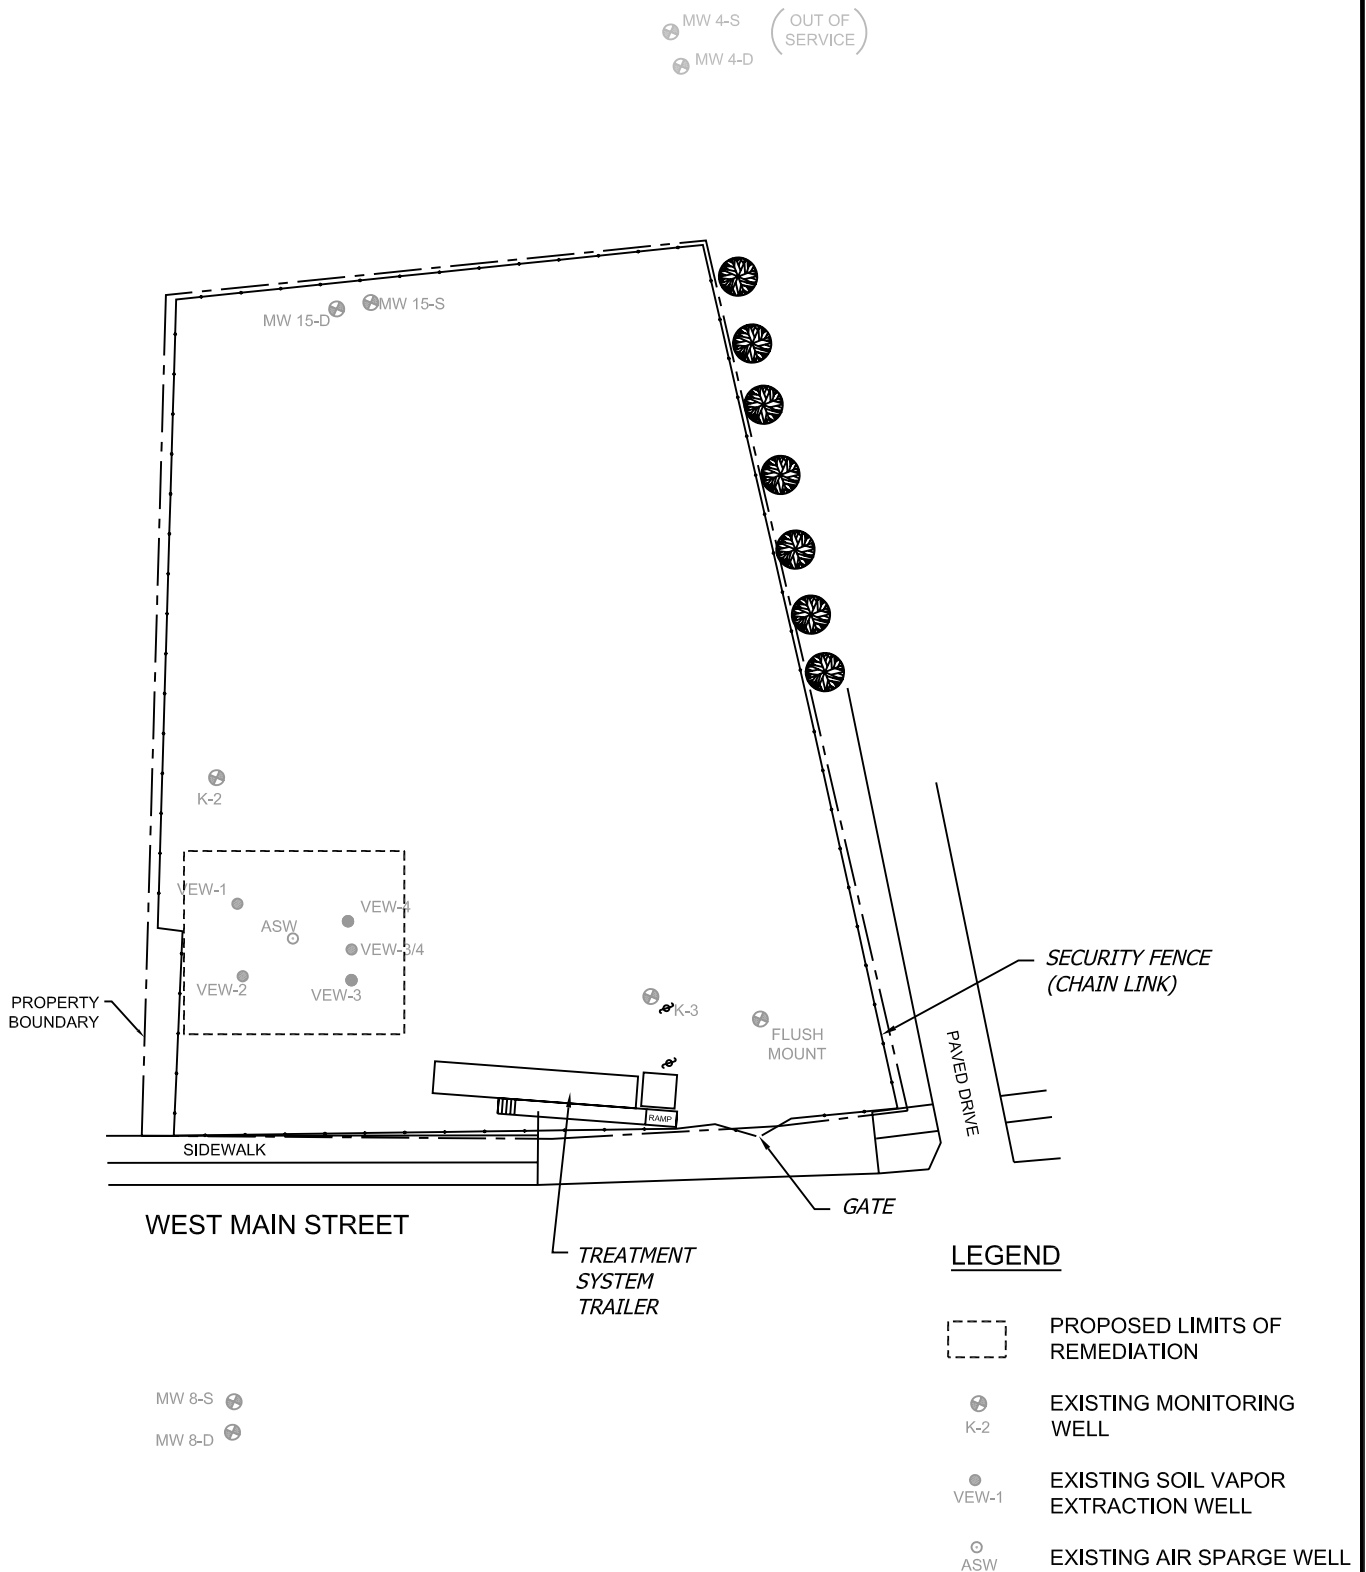 MW 4-S
(OUT OF
SERVICE)
MW 4-D
MW 15-S
MW 15-D
K-2
VEW-1
VEW-4
ASW
VEW-3/4
VEW-2
VEW-3
PROPERTY
BOUNDARY
K-3
FLUSH
MOUNT
SECURITY FENCE
(CHAIN LINK)
PAVED DRIVE
RAMP
SIDEWALK
WEST MAIN STREET
GATE
TREATMENT
SYSTEM
TRAILER
MW 8-S
MW 8-D
LEGEND
PROPOSED LIMITS OF
REMEDIATION
K-2
EXISTING MONITORING
WELL
VEW-1
EXISTING SOIL VAPOR
EXTRACTION WELL
ASW
EXISTING AIR SPARGE WELL